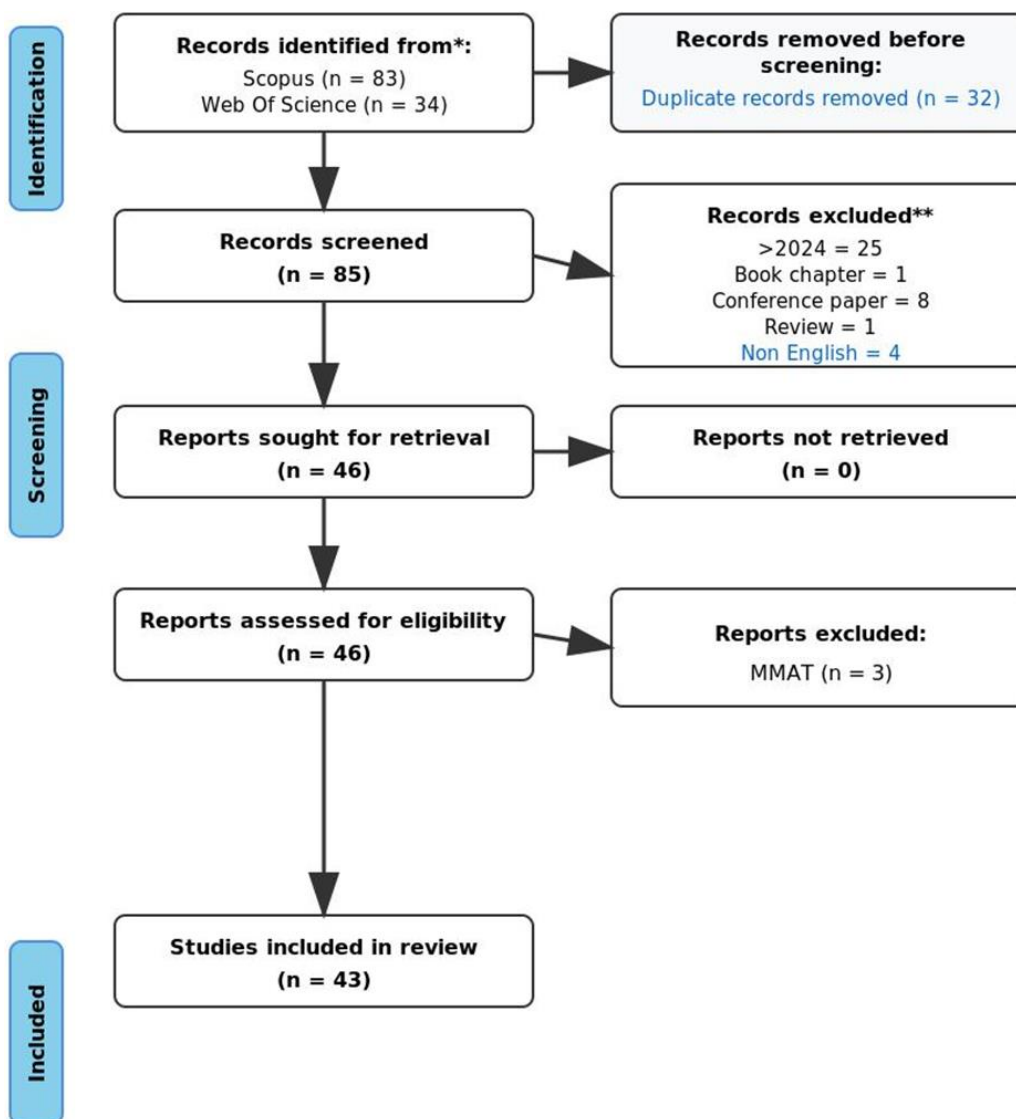 Identification
Records identified from*:
Scopus (n = 83)
Web Of Science (n = 34)
Records removed before
screening:
Duplicate records removed (n = 32)
Records screened
(n = 85)
Records excluded**
>2024 = 25
Book chapter = 1
Conference paper = 8
Review = 1
Non English = 4
Screening
Reports sought for retrieval
(n = 46)
Reports not retrieved
(n = 0)
Reports assessed for eligibility
(n = 46)
Reports excluded:
MMAT (n = 3)
Included
Studies included in review
(n = 43)